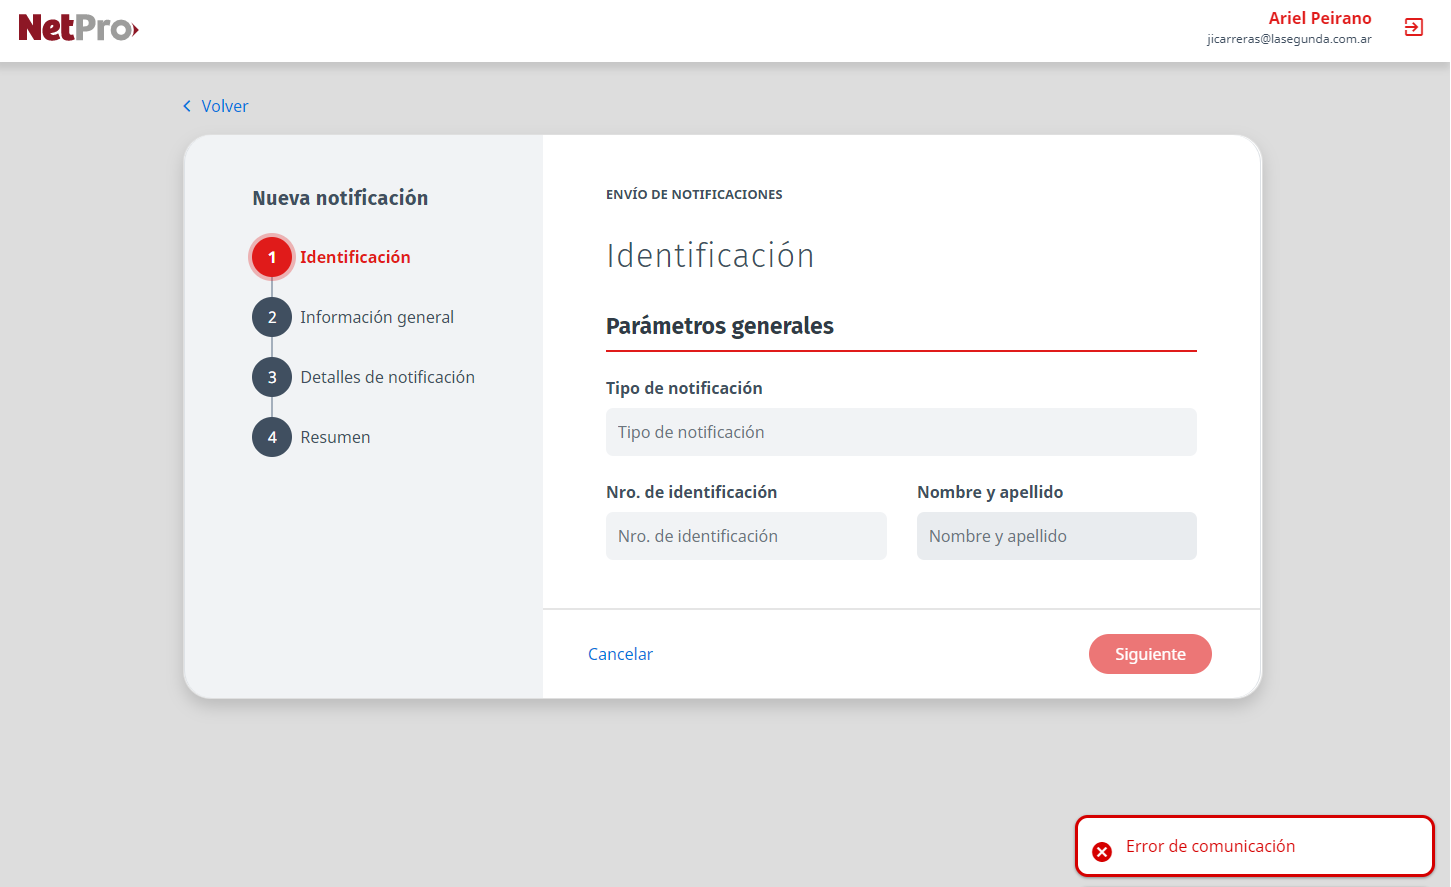 NetPro
Ariel Peirano
jicarreras@lasegunda.com.ar
Volver
Nueva notificación
1 Identificación
2 Información general
3 Detalles de notificación
4 Resumen
ENVÍO DE NOTIFICACIONES
Identificación
Parámetros generales
Tipo de notificación
Tipo de notificación
Nro. de identificación Nombre y apellido
Nro. de identificación Nombre y apellido
Cancelar Siguiente
Error de comunicación